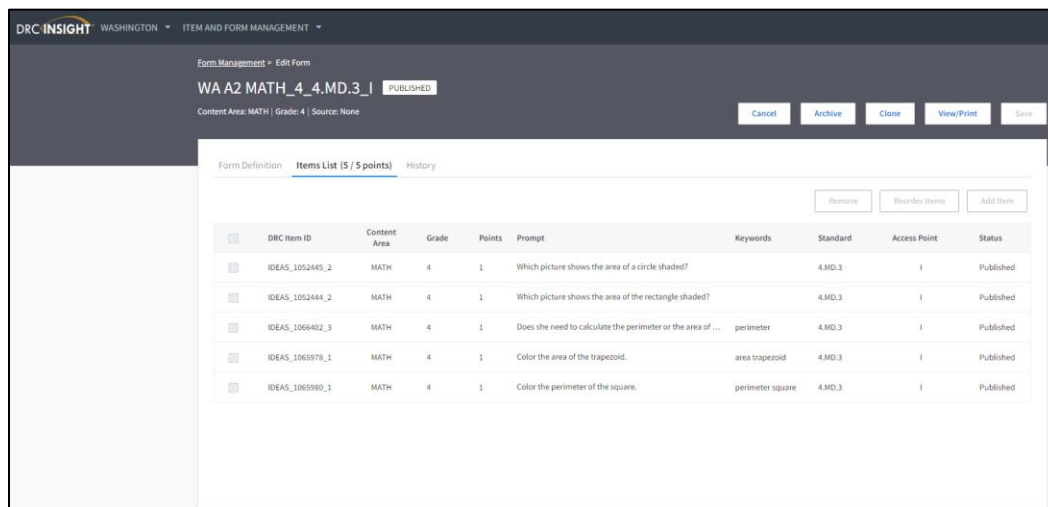 DRC INSIGHT WASHINGTON ITEM AND FORM MANAGEMENT
Form Management > Edit Form
WA A2 MATH_4_4.MD.3_I PUBLISHED
Content Area: MATH | Grade: 4 | Source: None
Cancel Archive Clone View/Print Save
Form Definition Items List (5 / 5 points) History
Remove Reorder Items Add Item
DRC Item ID Content Area Grade Points Prompt Keywords Standard Access Point Status
IDEAS_1052445_2 MATH 4 1 Which picture shows the area of a circle shaded? 4.MD.3 I Published
IDEAS_1052444_2 MATH 4 1 Which picture shows the area of the rectangle shaded? 4.MD.3 I Published
IDEAS_1066402_3 MATH 4 1 Does she need to calculate the perimeter or the area of ... perimeter 4.MD.3 I Published
IDEAS_1065978_1 MATH 4 1 Color the area of the trapezoid. area trapezoid 4.MD.3 I Published
IDEAS_1065980_1 MATH 4 1 Color the perimeter of the square. perimeter square 4.MD.3 I Published